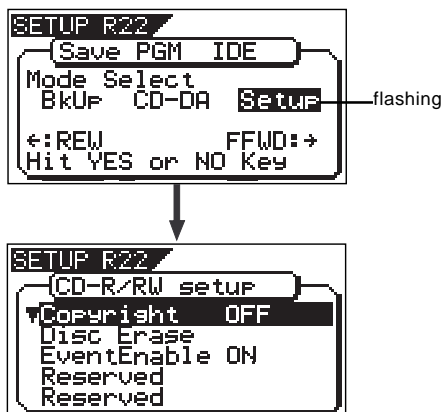 SETUP R22
Save PGM IDE
Mode Select
BkUp CD-DA Setup
flashing
←:REW FFWD:→
Hit YES or NO Key
SETUP R22
CD-R/RW setup
▼Copyright OFF
Disc Erase
EventEnable ON
Reserved
Reserved